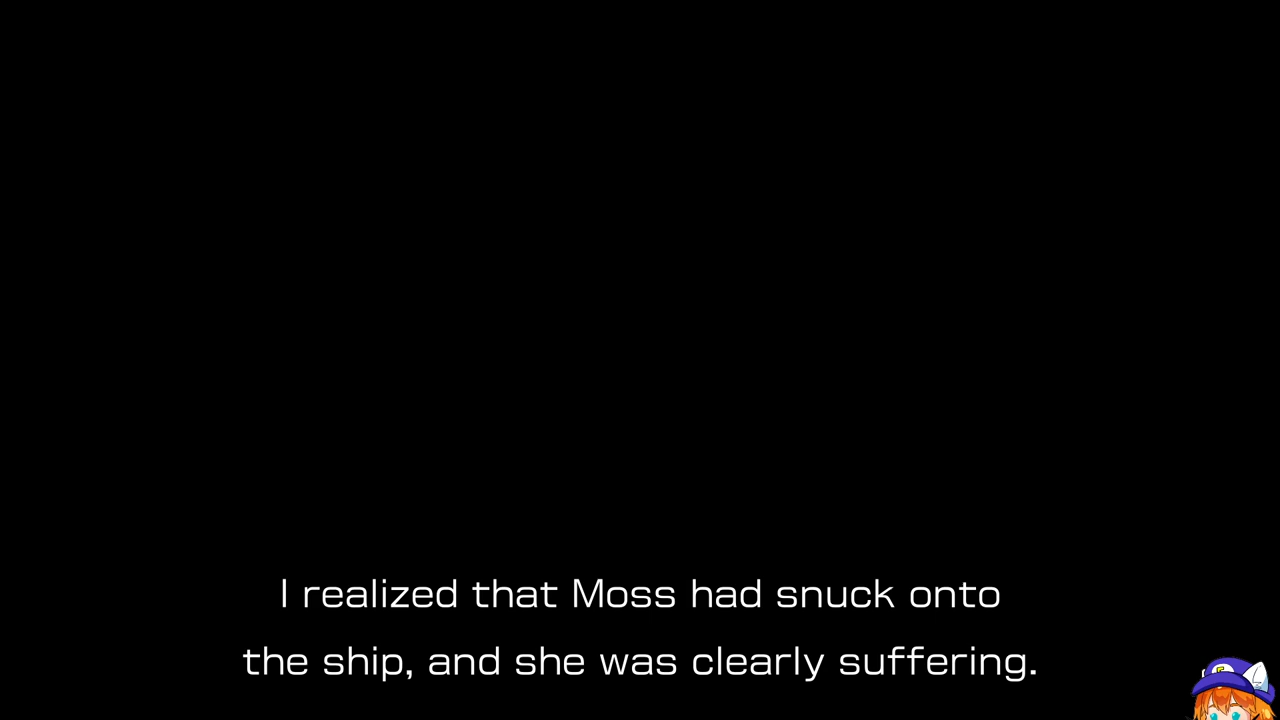 I realized that Moss had snuck onto
the ship, and she was clearly suffering.